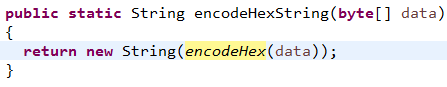 public static String encodeHexString(byte[] data)
{
  return new String(encodeHex(data));
}